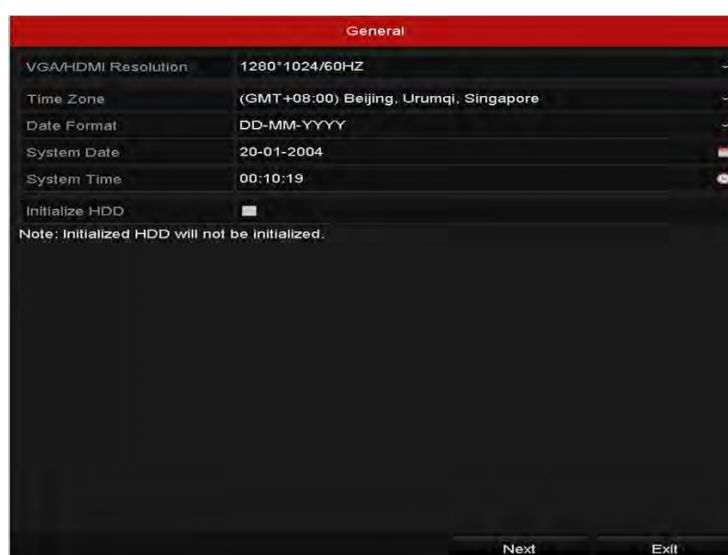 General
VGA/HDMI Resolution 1280*1024/60HZ
Time Zone (GMT+08:00) Beijing, Urumqi, Singapore
Date Format DD-MM-YYYY
System Date 20-01-2004
System Time 00:10:19
Initialize HDD
Note: Initialized HDD will not be initialized.
Next Exit